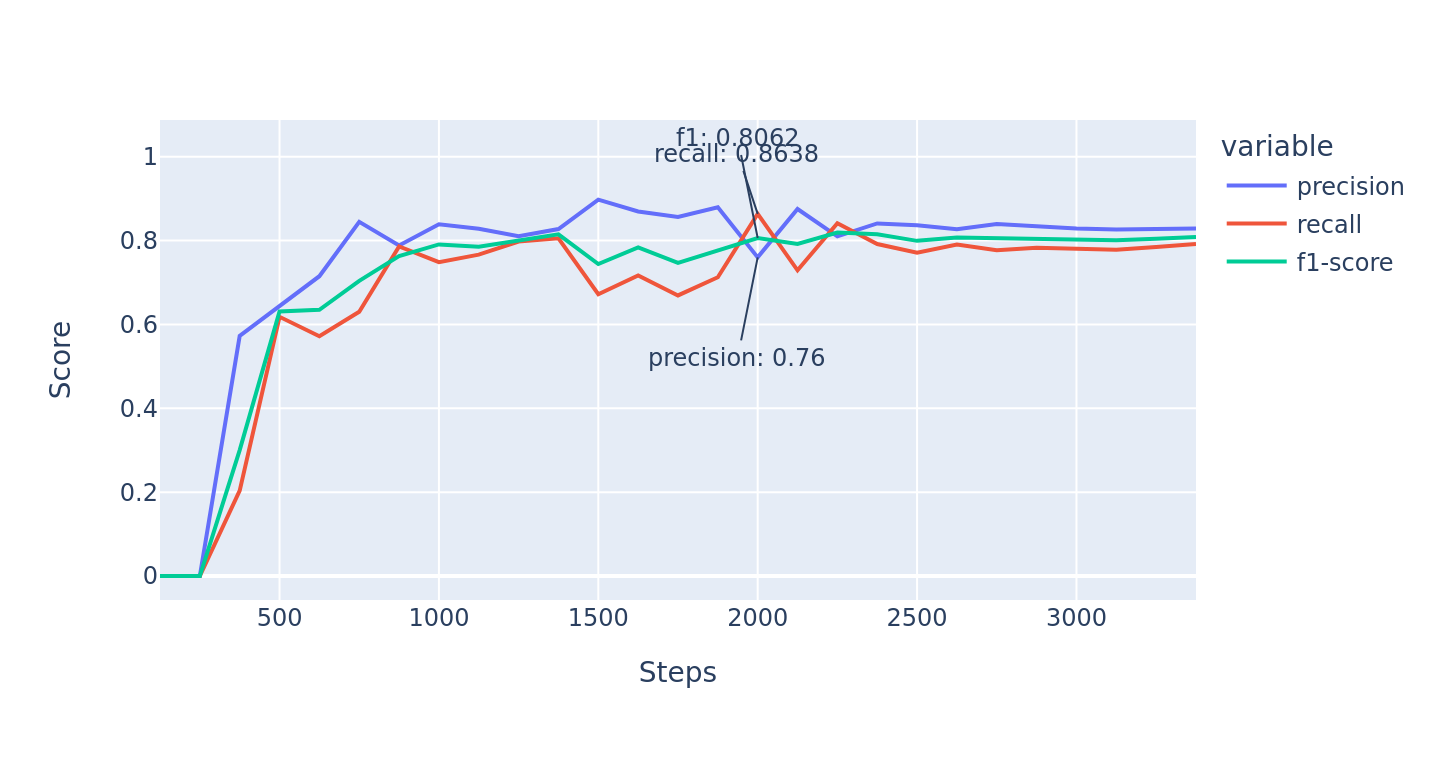 f1: 0.8062
recall: 0.8638
precision: 0.76
1
0.8
0.6
0.4
0.2
0
Score
500 1000 1500 2000 2500 3000
Steps
variable
precision
recall
f1-score